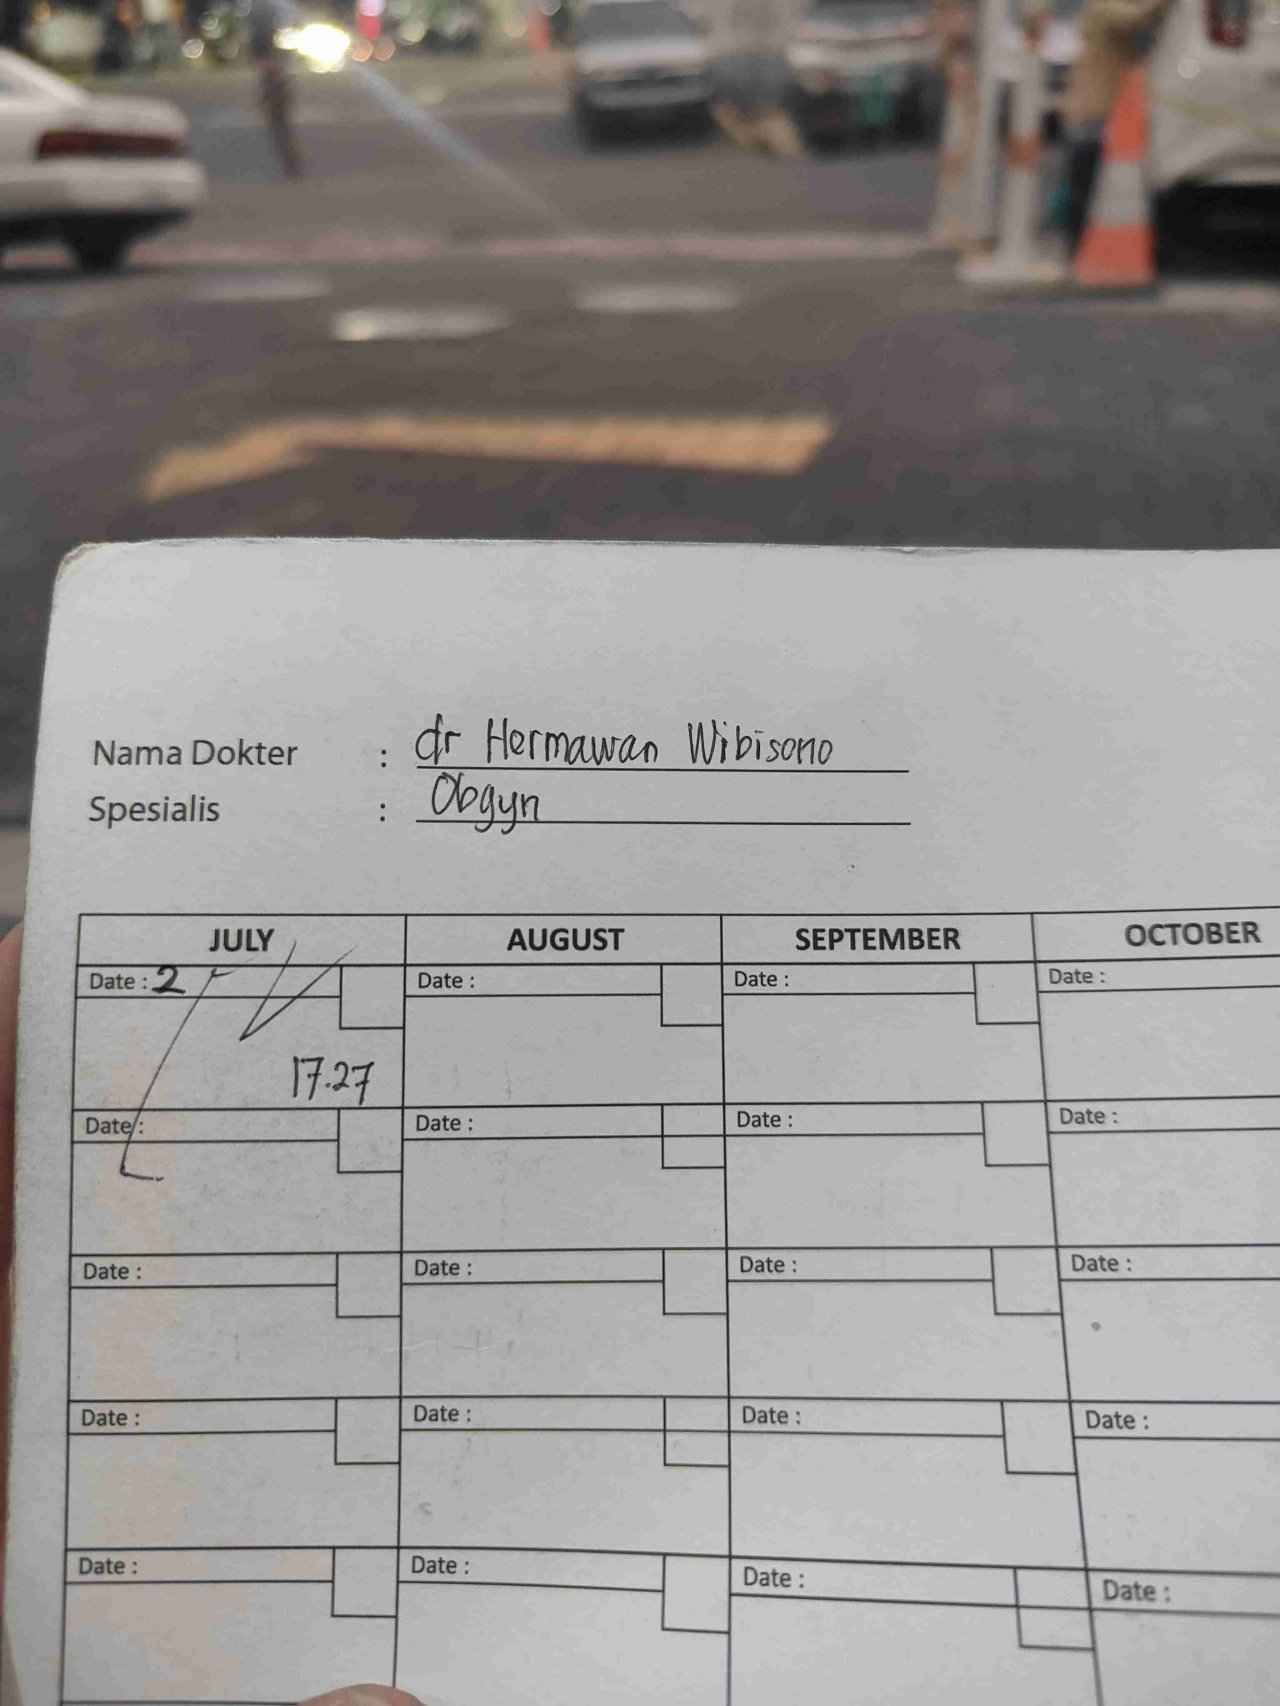 Nama Dokter : dr Hermawan Wibisono
Spesialis : Obgyn
JULY AUGUST SEPTEMBER OCTOBER
Date : 2 Date : Date : Date :
17.27
Date : Date : Date : Date :
Date : Date : Date : Date :
Date : Date : Date : Date :
Date : Date : Date : Date :